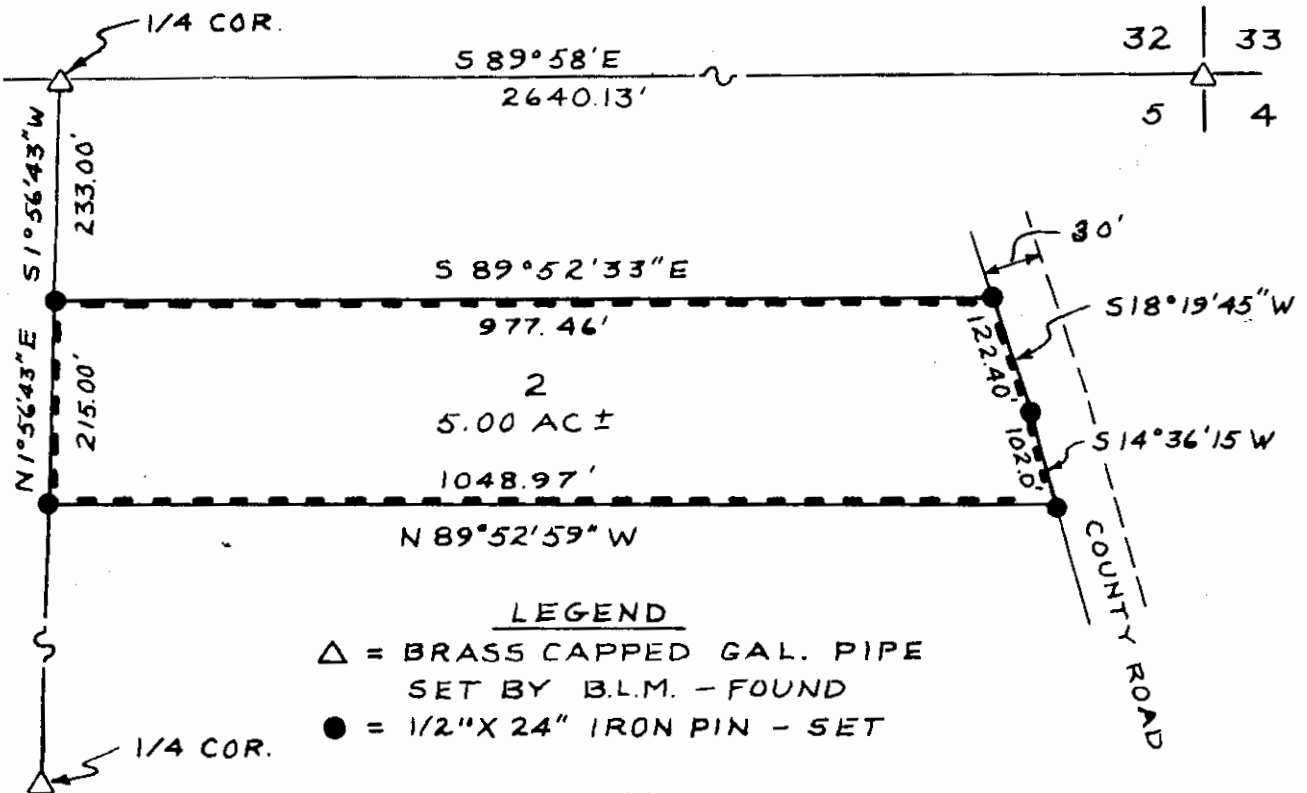 1/4 COR.
S 89°58'E
2640.13'
32 33
5 4
S 1°56'43"W
233.00'
30'
S 89°52'33"E
977.46'
S 18°19'45"W
122.40'
N 1°56'43"E
215.00'
2
5.00 AC ±
S 14°36'15 W
102.0'
1048.97'
N 89°52'59" W
COUNTY ROAD
LEGEND
△ = BRASS CAPPED GAL. PIPE
SET BY B.L.M. - FOUND
● = 1/2"X 24" IRON PIN - SET
1/4 COR.